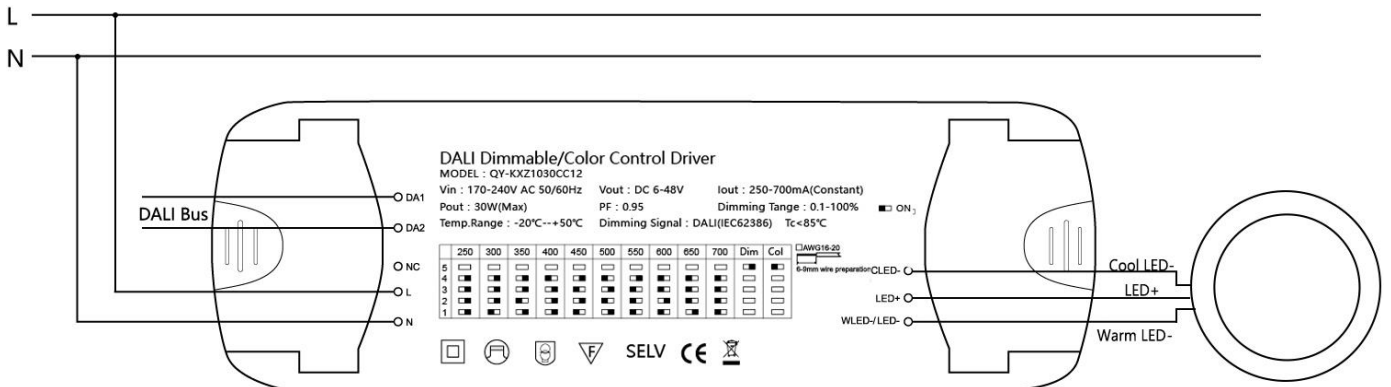 L
N
DALI Dimmable/Color Control Driver
MODEL : QY-KXZ1030CC12
Vin : 170-240V AC 50/60Hz Vout : DC 6-48V Iout : 250-700mA(Constant)
Pout : 30W(Max) PF : 0.95 Dimming Tange : 0.1-100% ON
Temp.Range : -20℃--+50℃ Dimming Signal : DALI(IEC62386) Tc<85℃
DA1
DALI Bus
DA2
NC
L
N
250 300 350 400 450 500 550 600 650 700 Dim Col
5
4
3
2
1
AWG16-20
6-9mm wire preparation
CLED-
LED+
WLED-/LED-
Cool LED-
LED+
Warm LED-
F SELV CE